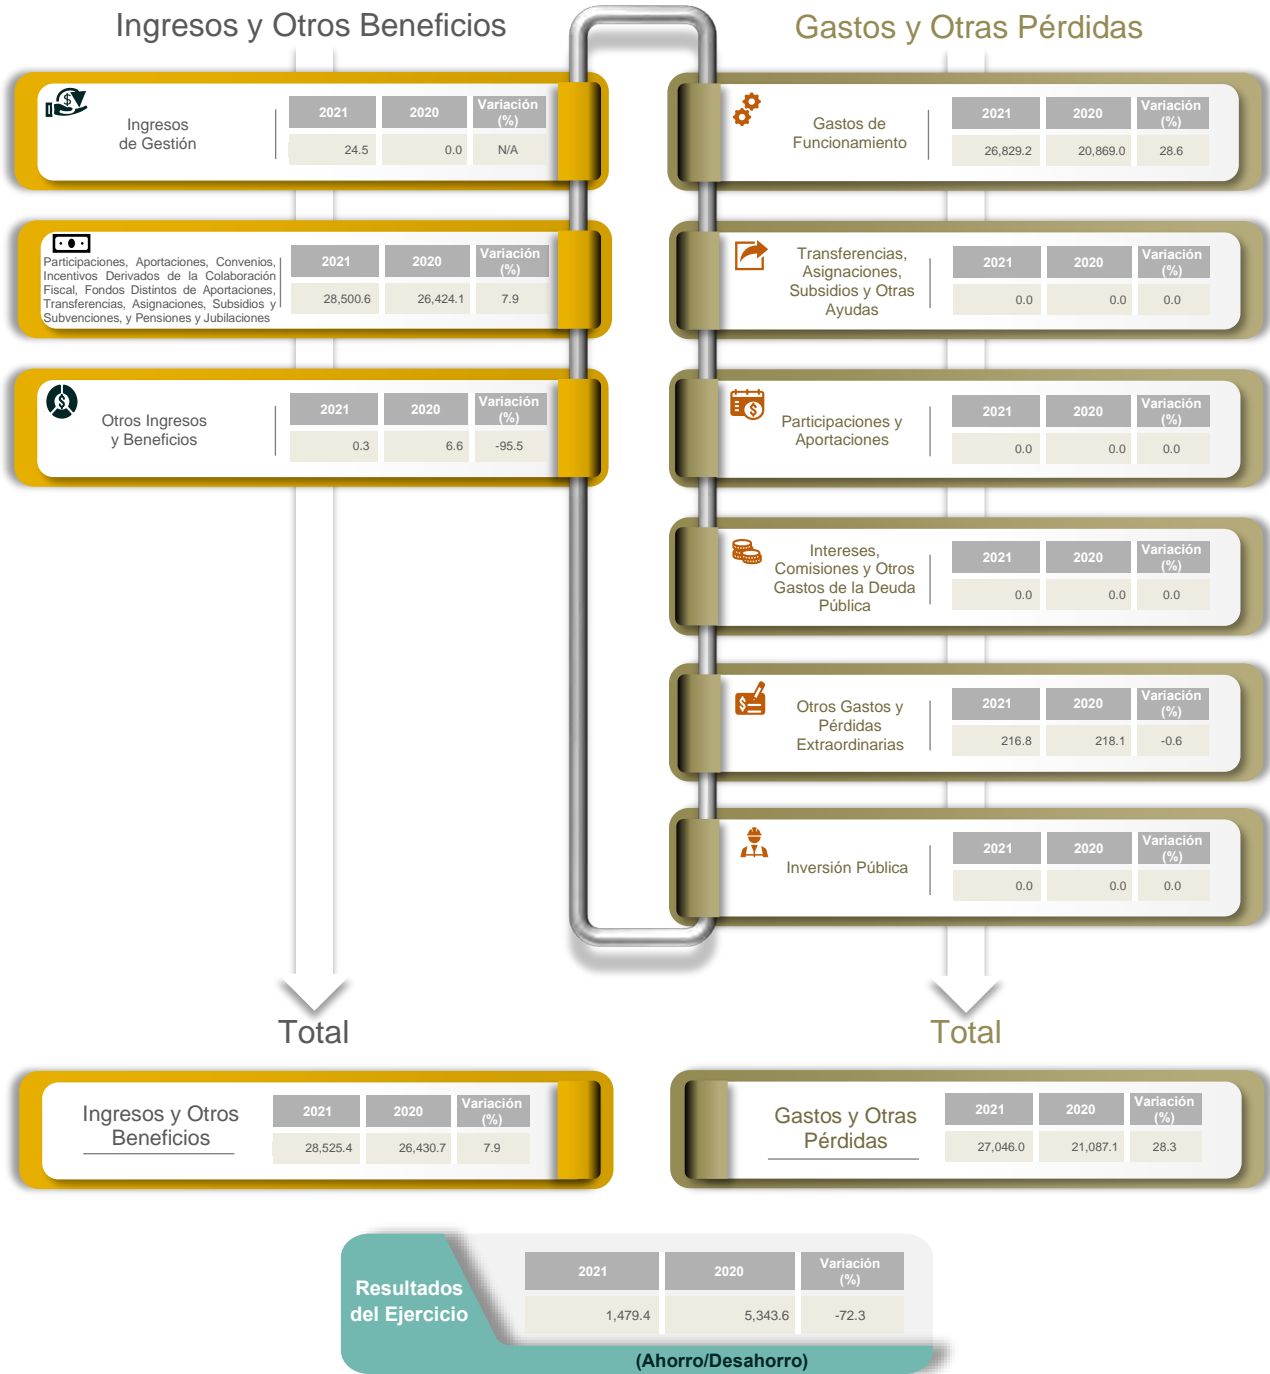 Ingresos y Otros Beneficios
Ingresos
de Gestión
2021 2020 Variación
(%)
24.5 0.0 N/A
Participaciones, Aportaciones, Convenios,
Incentivos Derivados de la Colaboración
Fiscal, Fondos Distintos de Aportaciones,
Transferencias, Asignaciones, Subsidios y
Subvenciones, y Pensiones y Jubilaciones
2021 2020 Variación
(%)
28,500.6 26,424.1 7.9
Otros Ingresos
y Beneficios
2021 2020 Variación
(%)
0.3 6.6 -95.5
Total
Ingresos y Otros
Beneficios
2021 2020 Variación
(%)
28,525.4 26,430.7 7.9
Gastos y Otras Pérdidas
Gastos de
Funcionamiento
2021 2020 Variación
(%)
26,829.2 20,869.0 28.6
Transferencias,
Asignaciones,
Subsidios y Otras
Ayudas
2021 2020 Variación
(%)
0.0 0.0 0.0
Participaciones y
Aportaciones
2021 2020 Variación
(%)
0.0 0.0 0.0
Intereses,
Comisiones y Otros
Gastos de la Deuda
Pública
2021 2020 Variación
(%)
0.0 0.0 0.0
Otros Gastos y
Pérdidas
Extraordinarias
2021 2020 Variación
(%)
216.8 218.1 -0.6
Inversión Pública
2021 2020 Variación
(%)
0.0 0.0 0.0
Total
Gastos y Otras
Pérdidas
2021 2020 Variación
(%)
27,046.0 21,087.1 28.3
Resultados
del Ejercicio
2021 2020 Variación
(%)
1,479.4 5,343.6 -72.3
(Ahorro/Desahorro)